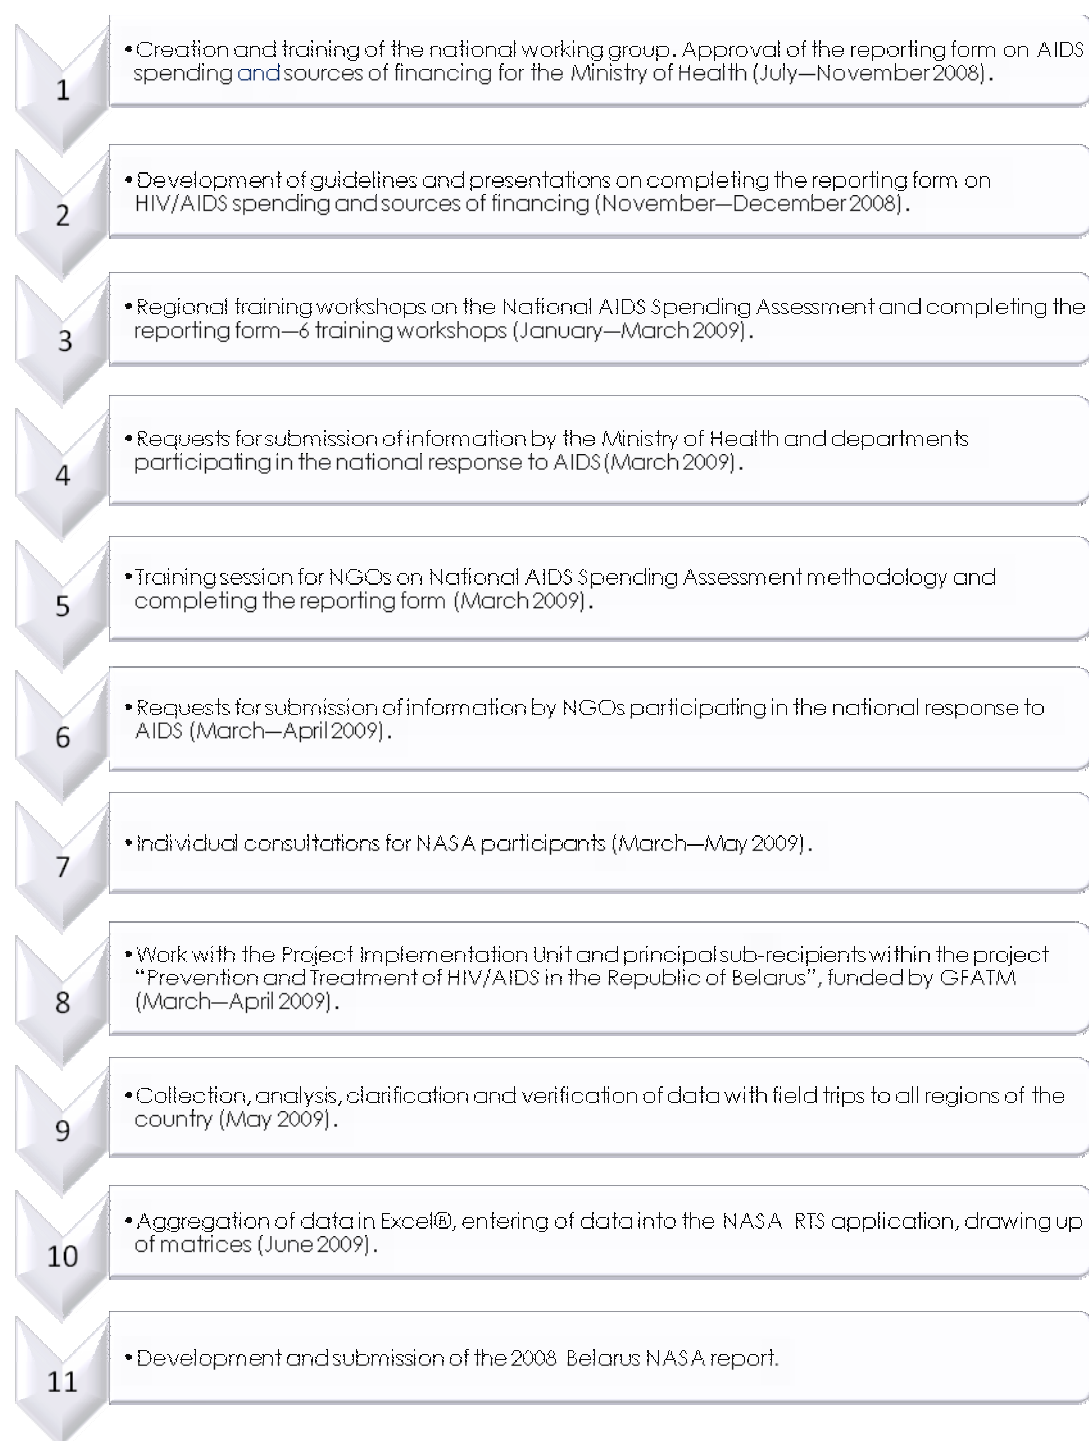 1
•Creation and training of the national working group. Approval of the reporting form on AIDS
spending and sources of financing for the Ministry of Health (July—November 2008).
2
•Development of guidelines and presentations on completing the reporting form on
HIV/AIDS spending and sources of financing (November—December 2008).
3
•Regional training workshops on the National AIDS Spending Assessment and completing the
reporting form—6 training workshops (January—March 2009).
4
•Requests for submission of information by the Ministry of Health and departments
participating in the national response to AIDS (March 2009).
5
•Training session for NGOs on National AIDS Spending Assessment methodology and
completing the reporting form (March 2009).
6
•Requests for submission of information by NGOs participating in the national response to
AIDS (March—April 2009).
7
•Individual consultations for NASA participants (March—May 2009).
8
•Work with the Project Implementation Unit and principal sub-recipients within the project
“Prevention and Treatment of HIV/AIDS in the Republic of Belarus”, funded by GFATM
(March—April 2009).
9
•Collection, analysis, clarification and verification of data with field trips to all regions of the
country (May 2009).
10
•Aggregation of data in Excel®, entering of data into the NASA RTS application, drawing up
of matrices (June 2009).
11
•Development and submission of the 2008 Belarus NASA report.